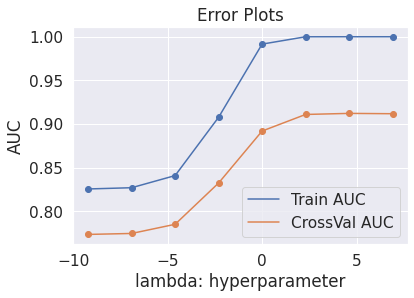 Error Plots
1.00
0.95
0.90
0.85
0.80
AUC
Train AUC
CrossVal AUC
−10 −5 0 5
lambda: hyperparameter